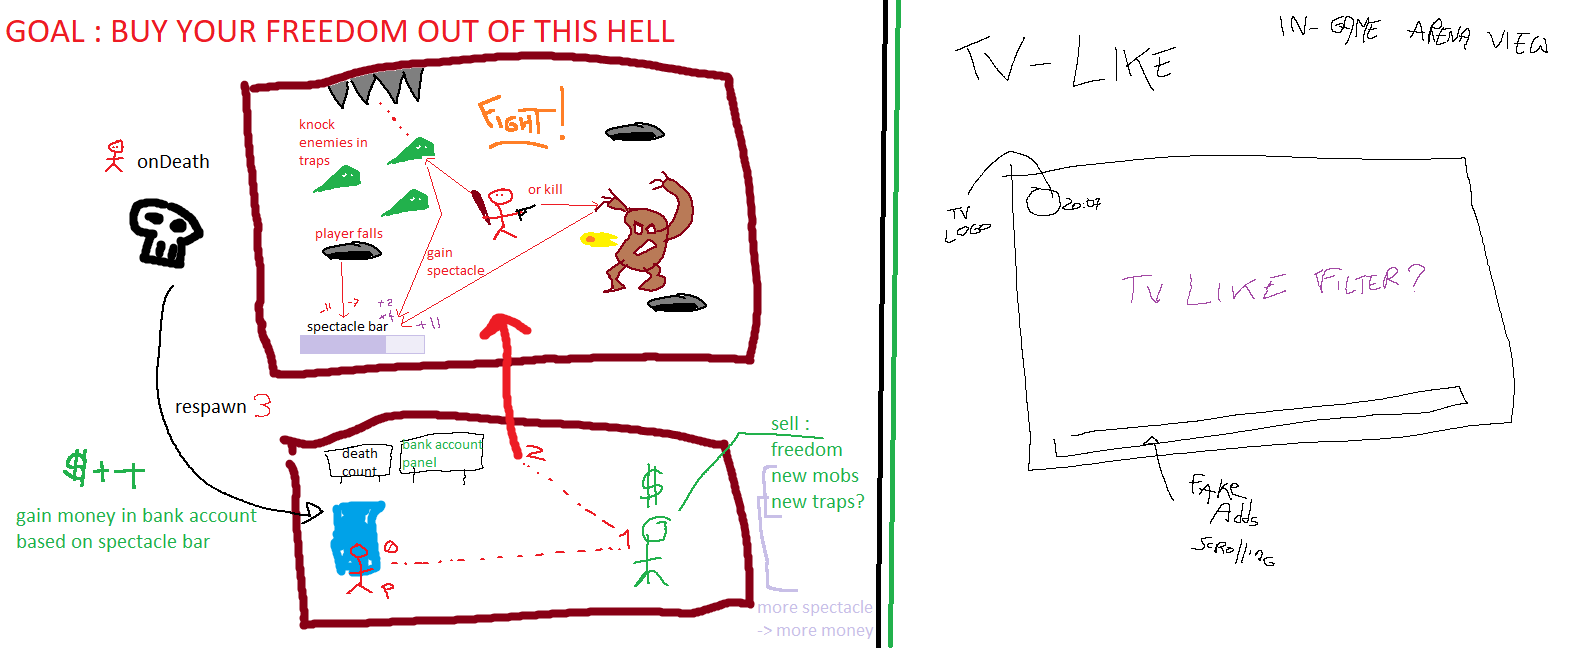 GOAL : BUY YOUR FREEDOM OUT OF THIS HELL
knock
enemies in
traps
FIGHT!
onDeath
or kill
player falls
gain
spectacle
-11 -7 +2
+4
+11
spectacle bar
respawn 3
$++
gain money in bank account
based on spectacle bar
death
count
bank account
panel
2
0
P
1
$
sell :
freedom
new mobs
new traps?
more spectacle
-> more money
IN-GAME ARENA VIEW
TV-LIKE
TV
LOGO
20:07
TV LIKE FILTER?
FAKE
Adds
SCROLLING